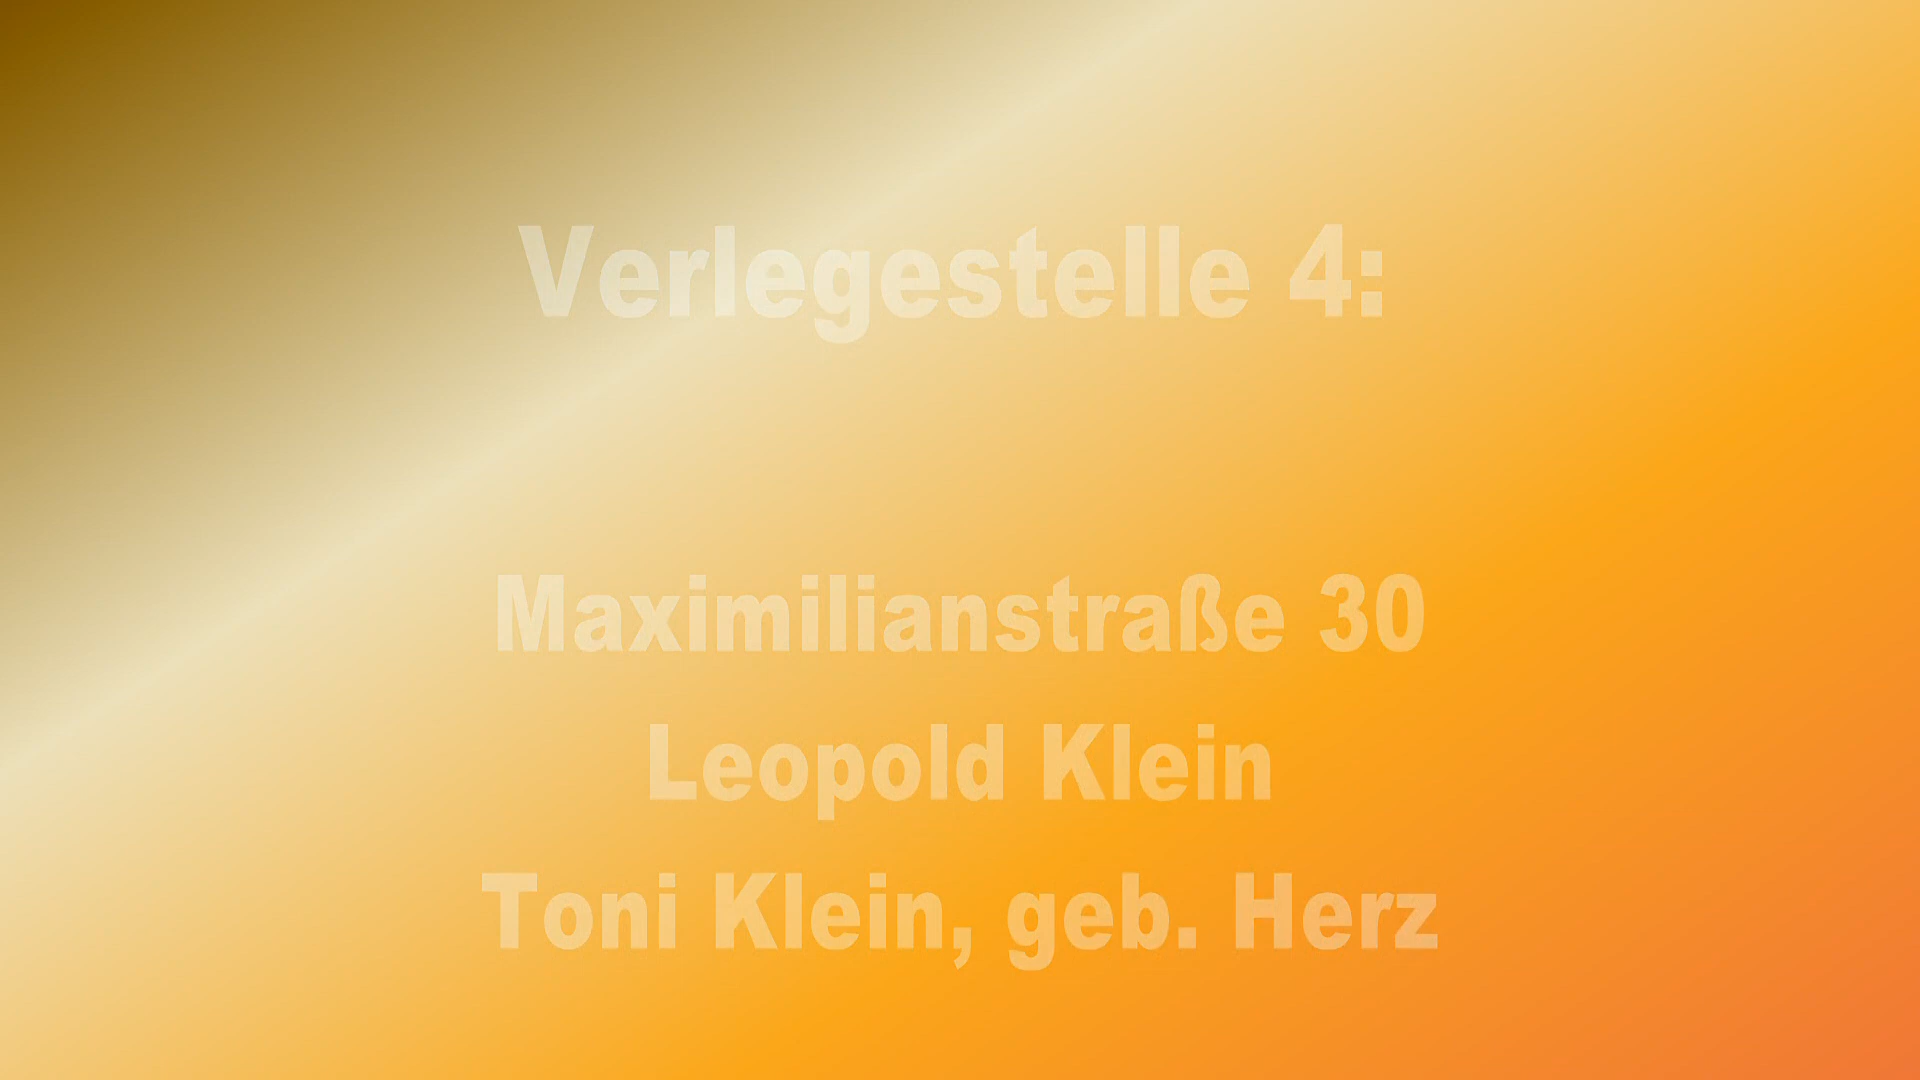 Verlegestelle 4:
Maximilianstraße 30
Leopold Klein
Toni Klein, geb. Herz